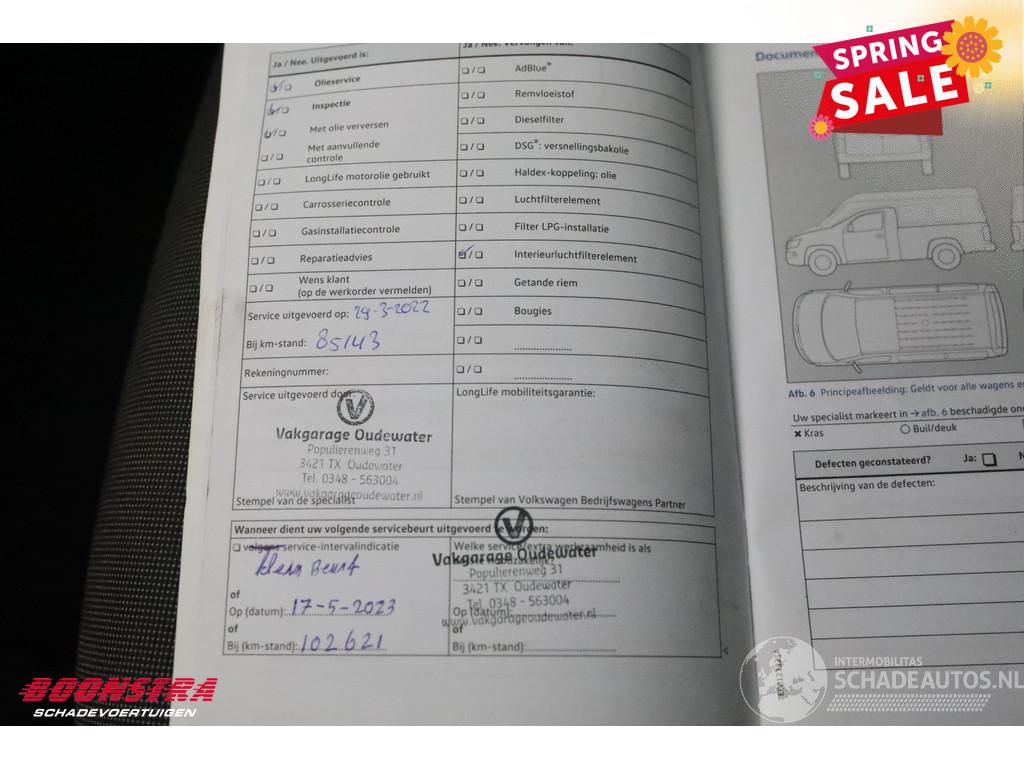 SPRING
SALE
Ja / Nee. Uitgevoerd is:
Olieservice
Inspectie
Met olie verversen
Met aanvullende
controle
LongLife motorolie gebruikt
Carrosseriecontrole
Gasinstallatiecontrole
Reparatieadvies
Wens klant
(op de werkorder vermelden)
Service uitgevoerd op: 29-3-2022
Bij km-stand: 85143
Rekeningnummer:
Service uitgevoerd door:
Vakgarage Oudewater
Populierenweg 31
3421 TX Oudewater
Tel. 0348 - 563004
www.vakgarageoudewater.nl
Stempel van de specialist
Ja / Nee. Vervangen van:
AdBlue®
Remvloeistof
Dieselfilter
DSG®: versnellingsbakolie
Haldex-koppeling: olie
Luchtfilterelement
Filter LPG-installatie
Interieurluchtfilterelement
Getande riem
Bougies
LongLife mobiliteitsgarantie:
Stempel van Volkswagen Bedrijfswagens Partner
Wanneer dient uw volgende servicebeurt uitgevoerd te worden:
volgens service-intervalindicatie
klein Beurt
of
Op (datum): 17-5-2023
of
Bij (km-stand): 102621
Welke service/extra werkzaamheid is als
Vakgarage Oudewater
Populierenweg 31
3421 TX Oudewater
Tel. 0348 - 563004
www.vakgarageoudewater.nl
Op (datum):
of
Bij (km-stand):
Documen
Afb. 6 Principeafbeelding: Geldt voor alle wagens
Uw specialist markeert in → afb. 6 beschadigde
Kras
Buil/deuk
Defecten geconstateerd? Ja:
Beschrijving van de defecten:
BOONSTRA
SCHADEVOERTUIGEN
INTERMOBILITAS
SCHADEAUTOS.NL